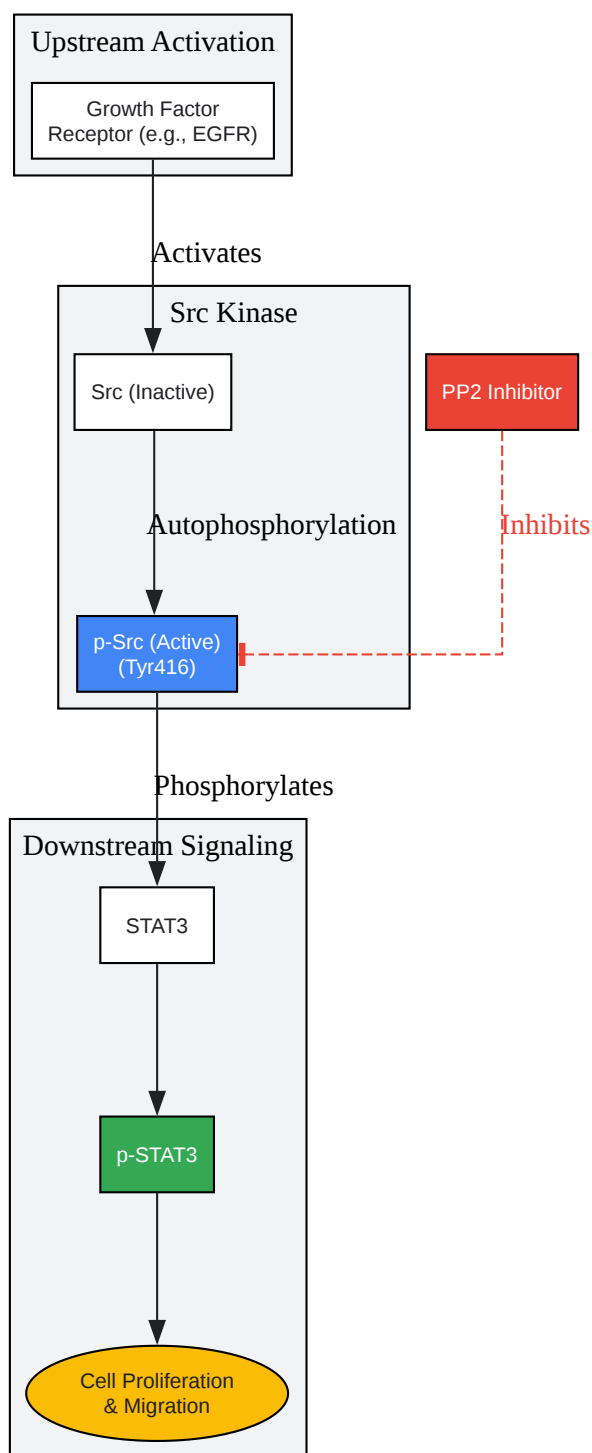 Upstream Activation
Growth Factor
Receptor (e.g., EGFR)
Activates
Src Kinase
Src (Inactive)
PP2 Inhibitor
Autophosphorylation
Inhibits
p-Src (Active)
(Tyr416)
Phosphorylates
Downstream Signaling
STAT3
p-STAT3
Cell Proliferation
& Migration